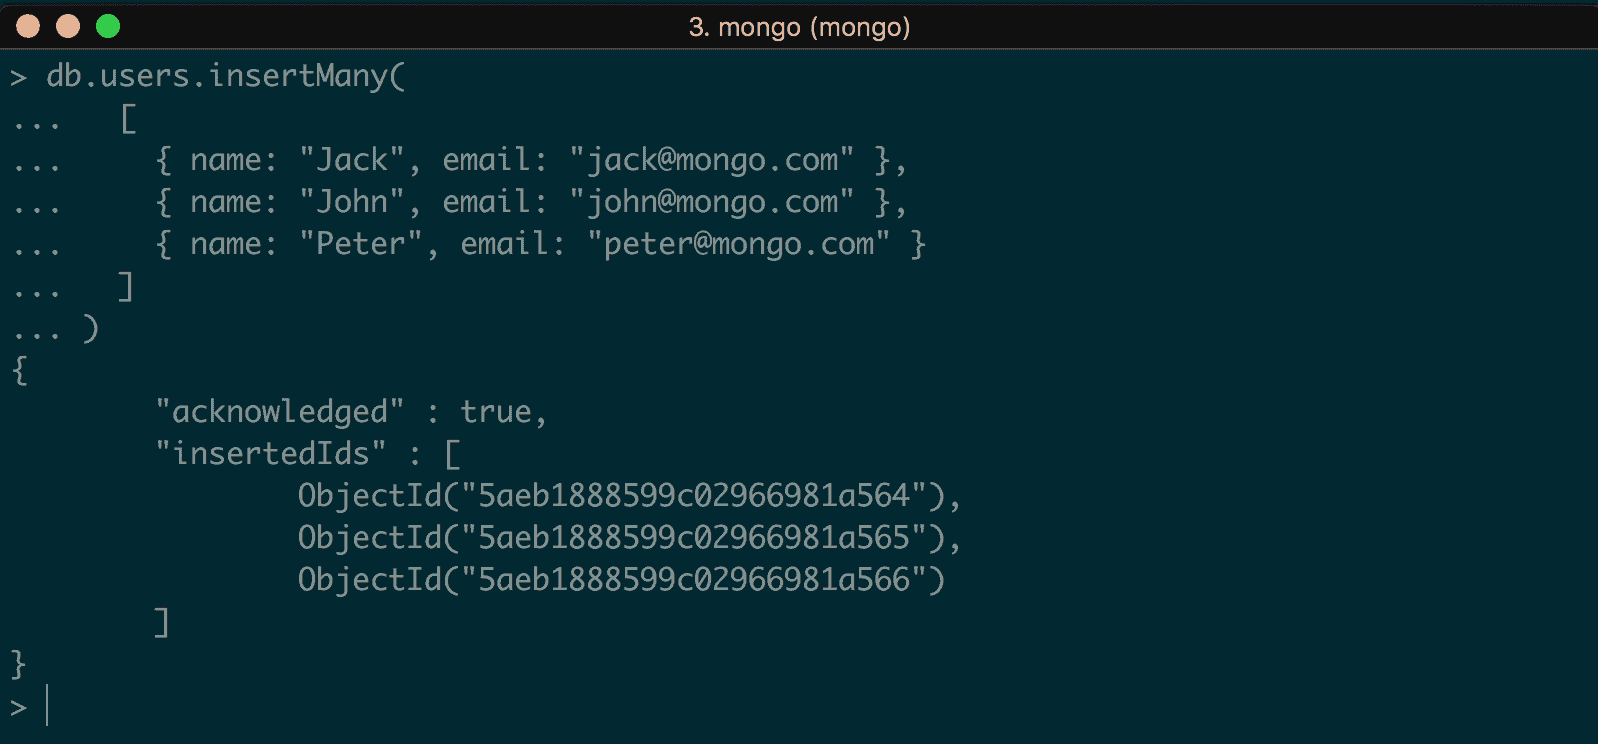 3. mongo (mongo)
> db.users.insertMany(
...   [
...     { name: "Jack", email: "jack@mongo.com" },
...     { name: "John", email: "john@mongo.com" },
...     { name: "Peter", email: "peter@mongo.com" }
...   ]
... )
{
        "acknowledged" : true,
        "insertedIds" : [
                ObjectId("5aeb1888599c02966981a564"),
                ObjectId("5aeb1888599c02966981a565"),
                ObjectId("5aeb1888599c02966981a566")
        ]
}
>